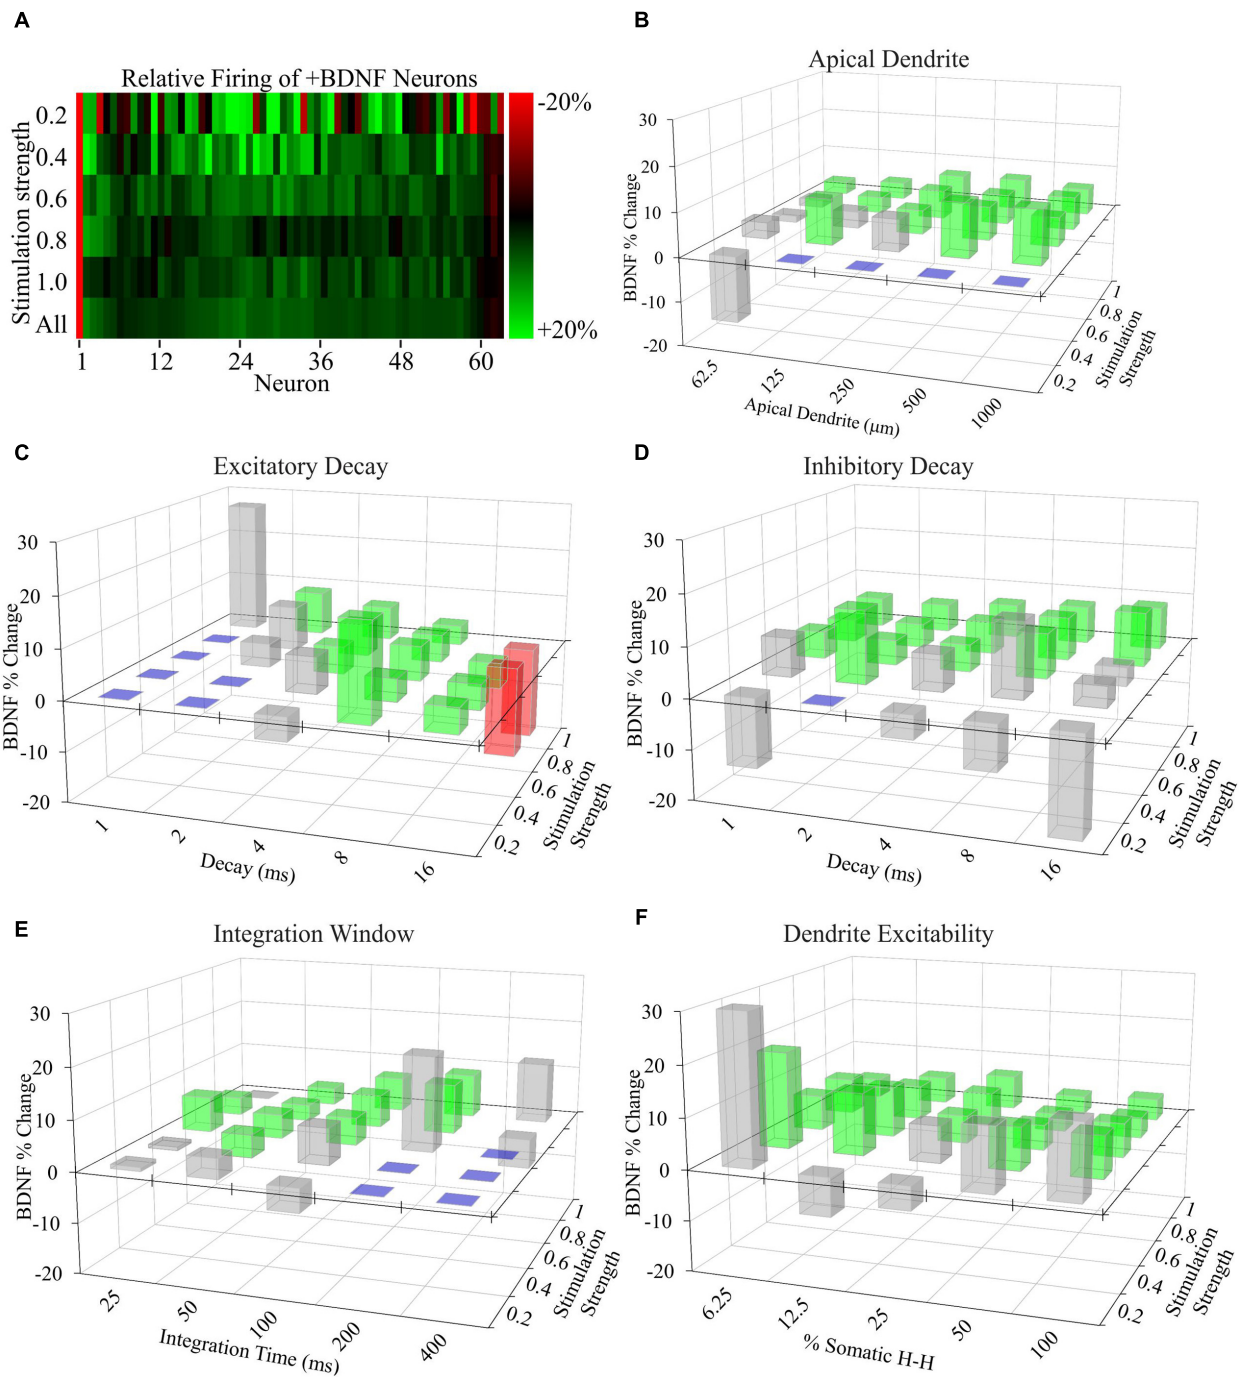 A
Relative Firing of +BDNF Neurons
Stimulation strength
0.2
0.4
0.6
0.8
1.0
All
1 12 24 36 48 60
Neuron
-20%
+20%
B
Apical Dendrite
BDNF % Change
30
20
10
0
-10
-20
62.5 125 250 500 1000
Apical Dendrite (μm)
0.2 0.4 0.6 0.8 1
Stimulation
Strength
C
Excitatory Decay
BDNF % Change
30
20
10
0
-10
-20
1 2 4 8 16
Decay (ms)
0.2 0.4 0.6 0.8 1
Stimulation
Strength
D
Inhibitory Decay
BDNF % Change
30
20
10
0
-10
-20
1 2 4 8 16
Decay (ms)
0.2 0.4 0.6 0.8 1
Stimulation
Strength
E
Integration Window
BDNF % Change
30
20
10
0
-10
-20
25 50 100 200 400
Integration Time (ms)
0.2 0.4 0.6 0.8 1
Stimulation
Strength
F
Dendrite Excitability
BDNF % Change
30
20
10
0
-10
-20
6.25 12.5 25 50 100
% Somatic H-H
0.2 0.4 0.6 0.8 1
Stimulation
Strength